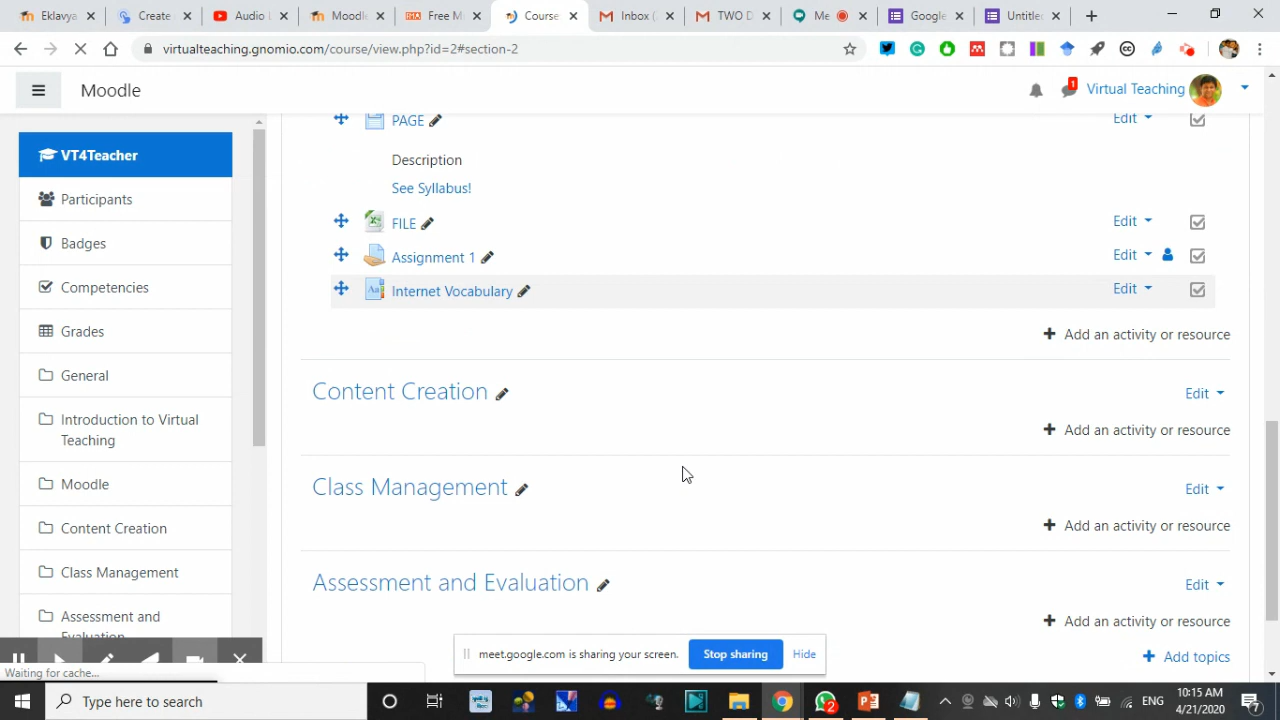 Eklavya
Create
Audio L
Moodle
Free M
Course
Inbox (
TWO D
Me
Google
Untitle
virtualteaching.gnomio.com/course/view.php?id=2#section-2
Moodle
1
Virtual Teaching
VT4Teacher
Participants
Badges
Competencies
Grades
General
Introduction to Virtual
Teaching
Moodle
Content Creation
Class Management
Assessment and
Evaluation
PAGE
Edit
Description
See Syllabus!
FILE
Edit
Assignment 1
Edit
Internet Vocabulary
Edit
Add an activity or resource
Content Creation
Edit
Add an activity or resource
Class Management
Edit
Add an activity or resource
Assessment and Evaluation
Edit
Add an activity or resource
Add topics
meet.google.com is sharing your screen.
Stop sharing
Hide
Waiting for cache...
Type here to search
2
ENG
10:15 AM
4/21/2020
7